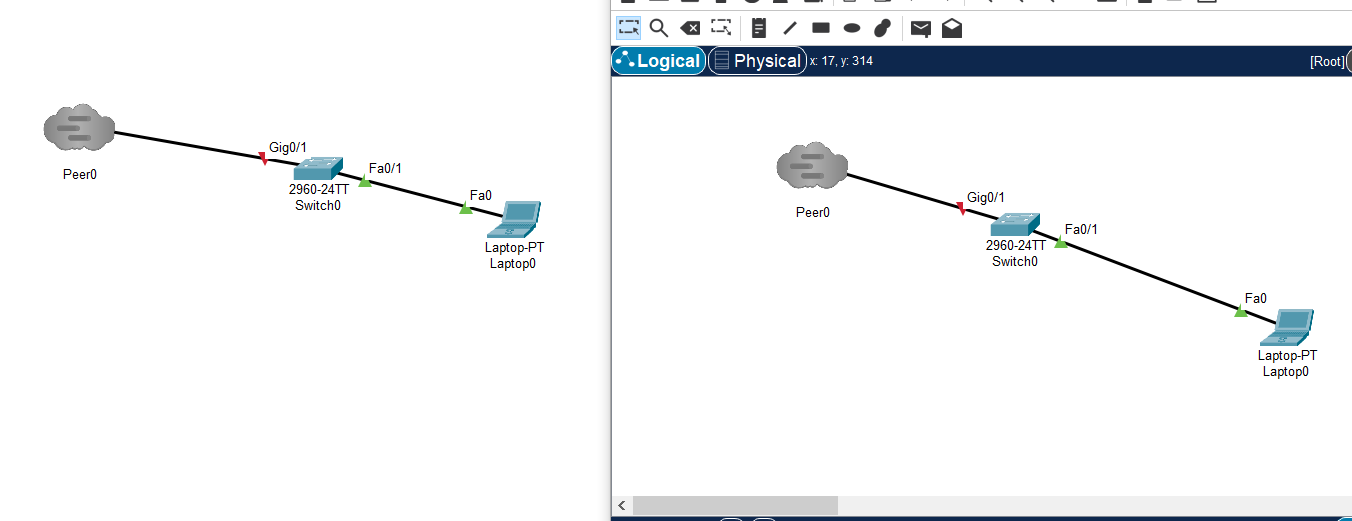 Logical
Physical
x: 17, y: 314
[Root]
Peer0
Gig0/1
2960-24TT
Switch0
Fa0/1
Fa0
Laptop-PT
Laptop0
Peer0
Gig0/1
2960-24TT
Switch0
Fa0/1
Fa0
Laptop-PT
Laptop0